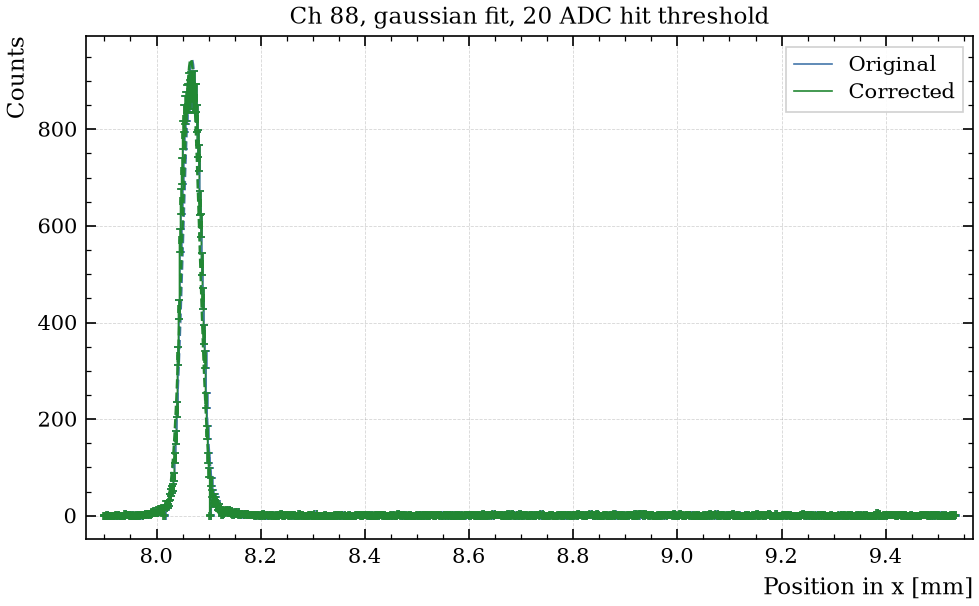 Ch 88, gaussian fit, 20 ADC hit threshold
Counts
Original
Corrected
800
600
400
200
0
8.0 8.2 8.4 8.6 8.8 9.0 9.2 9.4
Position in x [mm]